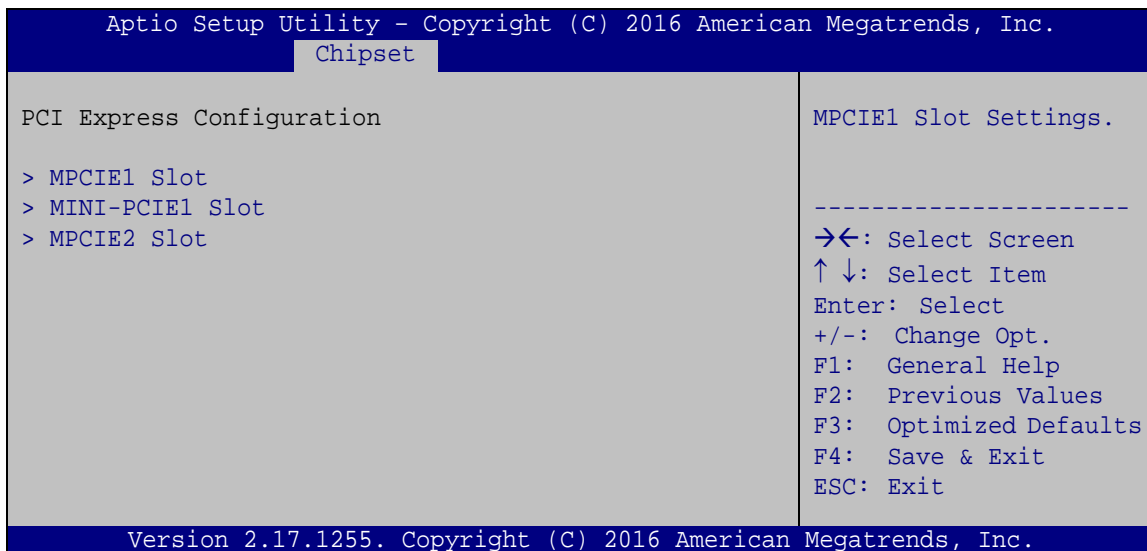 Aptio Setup Utility – Copyright (C) 2016 American Megatrends, Inc.
Chipset
PCI Express Configuration
> MPCIE1 Slot
> MINI-PCIE1 Slot
> MPCIE2 Slot
MPCIE1 Slot Settings.
----------------------
→←: Select Screen
↑ ↓: Select Item
Enter: Select
+/-: Change Opt.
F1: General Help
F2: Previous Values
F3: Optimized Defaults
F4: Save & Exit
ESC: Exit
Version 2.17.1255. Copyright (C) 2016 American Megatrends, Inc.